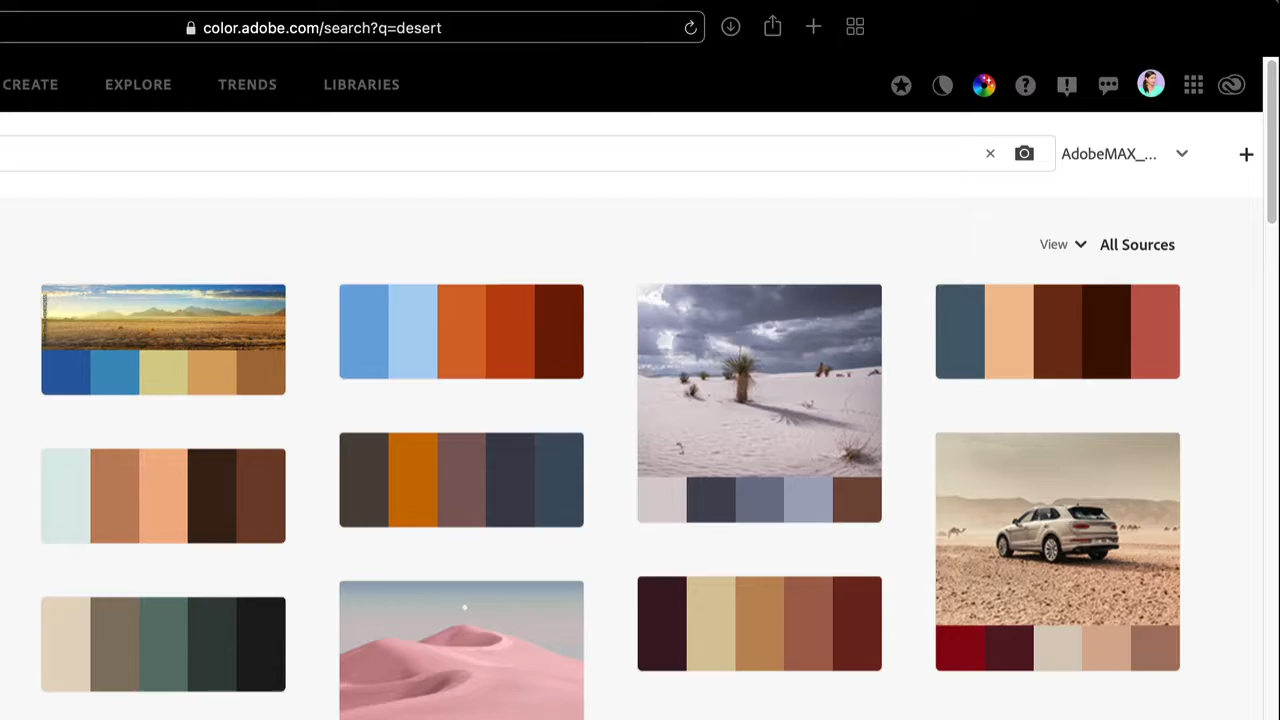 color.adobe.com/search?q=desert
CREATE EXPLORE TRENDS LIBRARIES
AdobeMAX_...
View All Sources